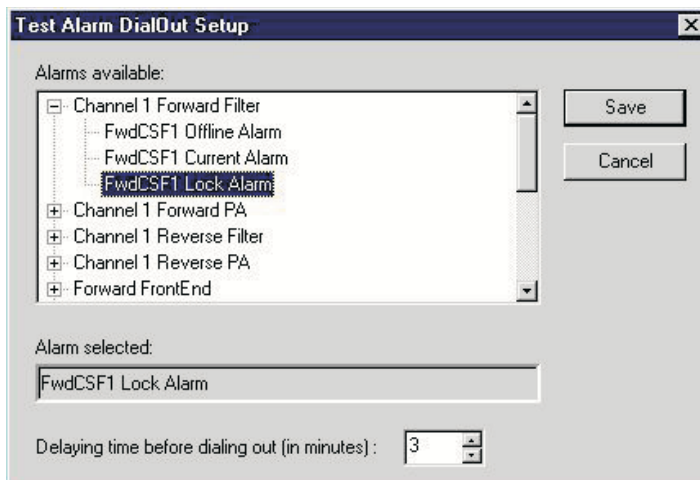 Test Alarm DialOut Setup
Alarms available:
Channel 1 Forward Filter
FwdCSF1 Offline Alarm
FwdCSF1 Current Alarm
FwdCSF1 Lock Alarm
Channel 1 Forward PA
Channel 1 Reverse Filter
Channel 1 Reverse PA
Forward FrontEnd
Save
Cancel
Alarm selected:
FwdCSF1 Lock Alarm
Delaying time before dialing out (in minutes) : 3